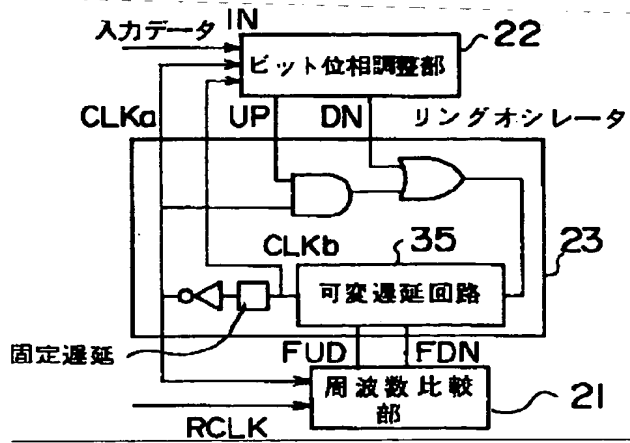 入力データ IN
ビット位相調整部
22
CLKa
UP
DN
リングオシレータ
23
CLKb
35
可変遅延回路
固定遅延
FUD
FDN
周波数比較
部
21
RCLK